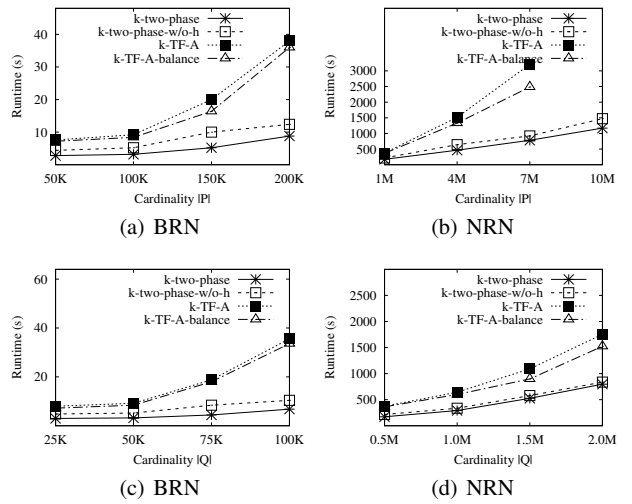 k-two-phase
k-two-phase-w/o-h
k-TF-A
k-TF-A-balance
Runtime (s)
40
30
20
10
50K 100K 150K 200K
Cardinality |P|
(a) BRN
k-two-phase
k-two-phase-w/o-h
k-TF-A
k-TF-A-balance
Runtime (s)
3000
2500
2000
1500
1000
500
1M 4M 7M 10M
Cardinality |P|
(b) NRN
k-two-phase
k-two-phase-w/o-h
k-TF-A
k-TF-A-balance
Runtime (s)
60
40
20
25K 50K 75K 100K
Cardinality |Q|
(c) BRN
k-two-phase
k-two-phase-w/o-h
k-TF-A
k-TF-A-balance
Runtime (s)
2500
2000
1500
1000
500
0.5M 1.0M 1.5M 2.0M
Cardinality |Q|
(d) NRN